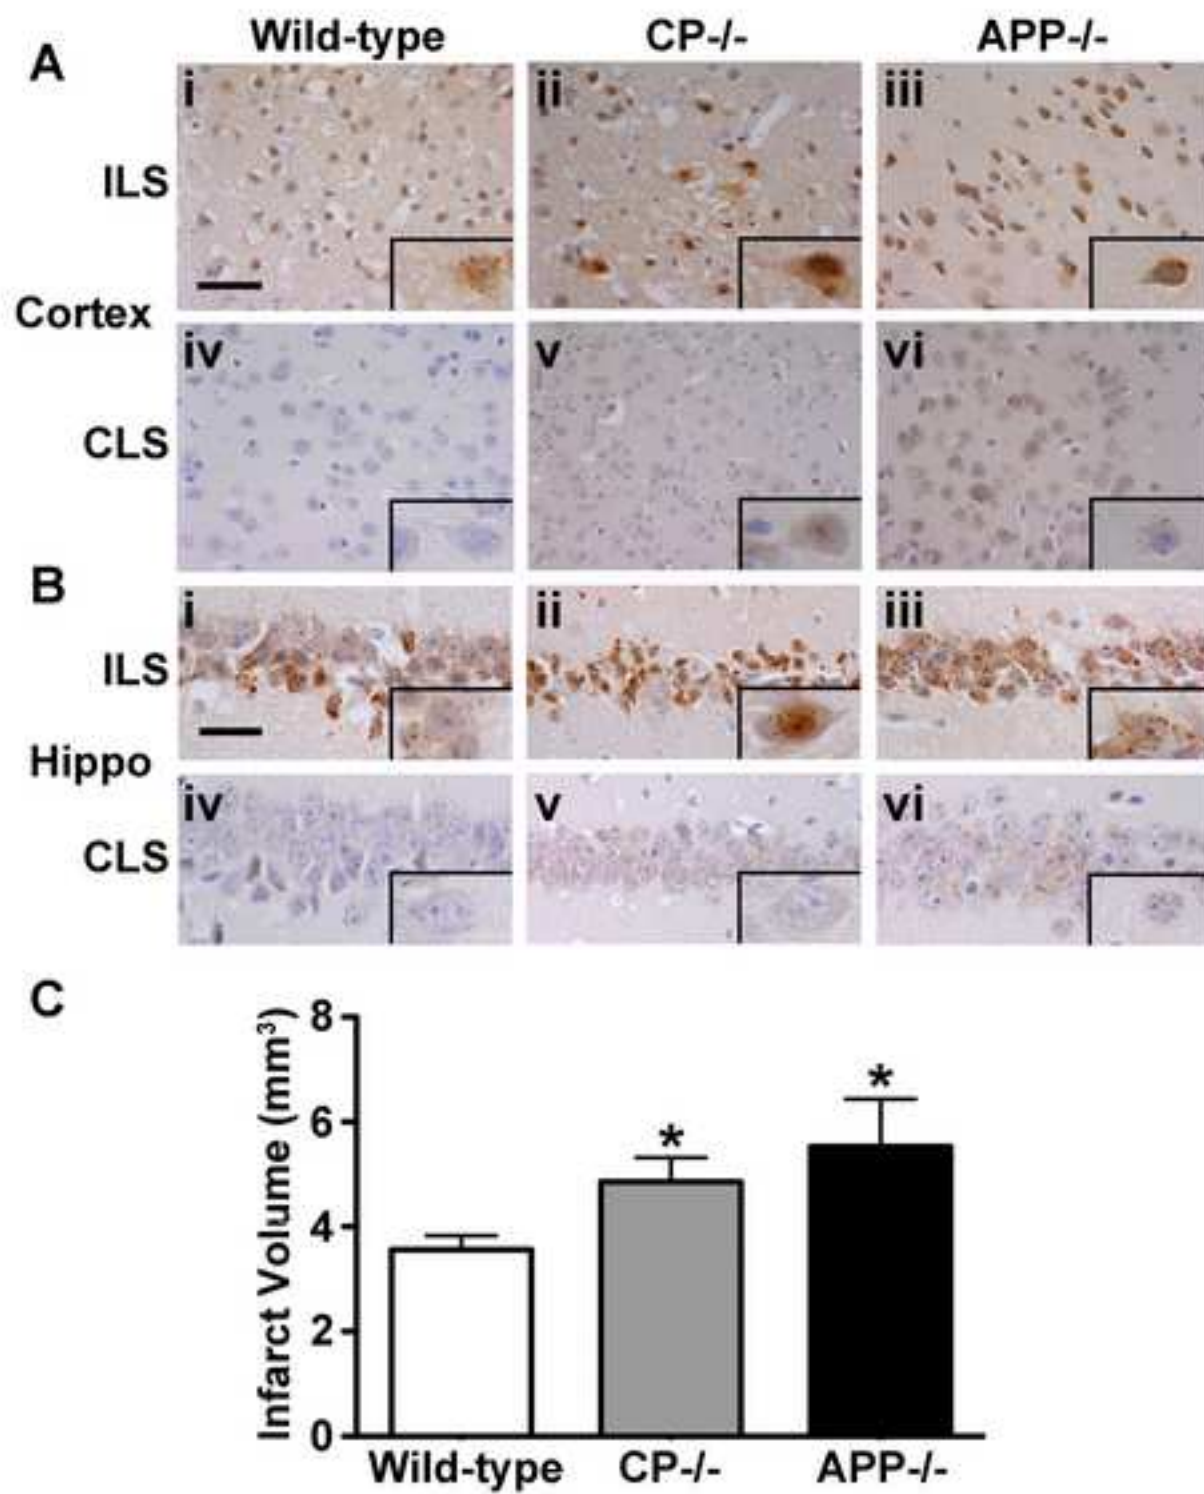 Wild-type CP-/- APP-/-
A
i ii iii
ILS
Cortex
iv v vi
CLS
B
i ii iii
ILS
Hippo
iv v vi
CLS
C
Infarct Volume (mm³)
8
6
4
2
0
* *
Wild-type CP-/- APP-/-